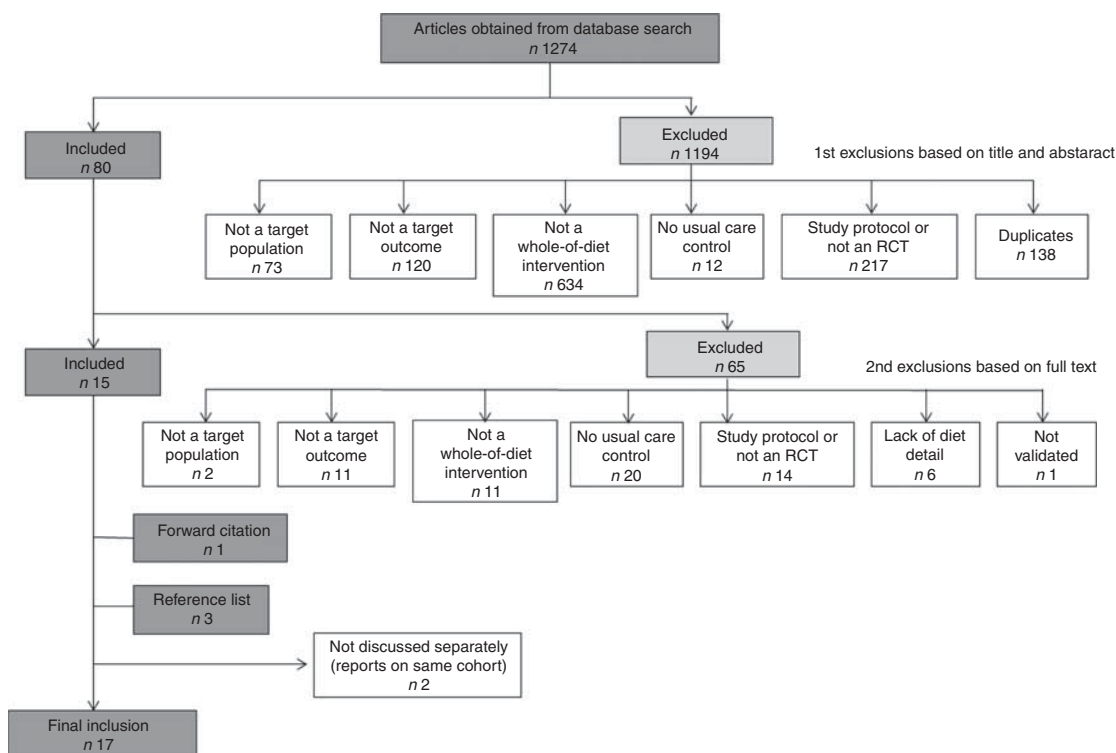 Articles obtained from database search
n 1274
Included
n 80
Excluded
n 1194
1st exclusions based on title and abstaract
Not a target
population
n 73
Not a target
outcome
n 120
Not a
whole-of-diet
intervention
n 634
No usual care
control
n 12
Study protocol or
not an RCT
n 217
Duplicates
n 138
Included
n 15
Excluded
n 65
2nd exclusions based on full text
Not a target
population
n 2
Not a target
outcome
n 11
Not a
whole-of-diet
intervention
n 11
No usual care
control
n 20
Study protocol or
not an RCT
n 14
Lack of diet
detail
n 6
Not
validated
n 1
Forward citation
n 1
Reference list
n 3
Not discussed separately
(reports on same cohort)
n 2
Final inclusion
n 17